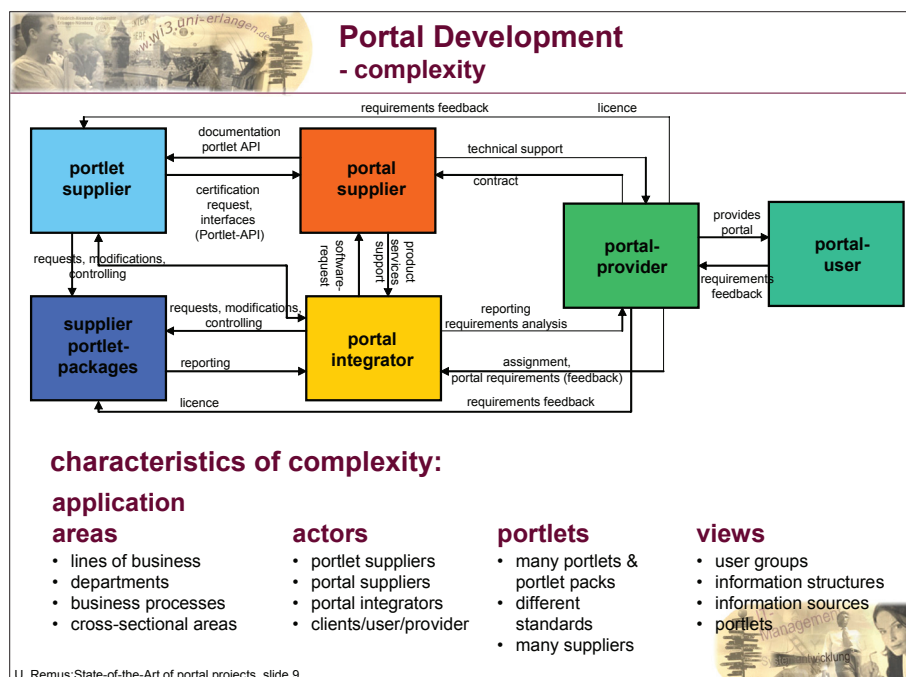 www.wi3.uni-erlangen.de
Portal Development
- complexity
requirements feedback
licence
documentation
portlet API
technical support
contract
portlet
supplier
portal
supplier
certification
request,
interfaces
(Portlet-API)
software-
request
product
services
support
provides
portal
portal-
provider
portal-
user
requirements
feedback
requests, modifications,
controlling
requests, modifications,
controlling
reporting
requirements analysis
supplier
portlet-
packages
portal
integrator
reporting
assignment,
portal requirements (feedback)
licence
requirements feedback
characteristics of complexity:
application
areas
• lines of business
• departments
• business processes
• cross-sectional areas
actors
• portlet suppliers
• portal suppliers
• portal integrators
• clients/user/provider
portlets
• many portlets &
portlet packs
• different
standards
• many suppliers
views
• user groups
• information structures
• information sources
• portlets
Management
U. Remus:State-of-the-Art of portal projects, slide 9